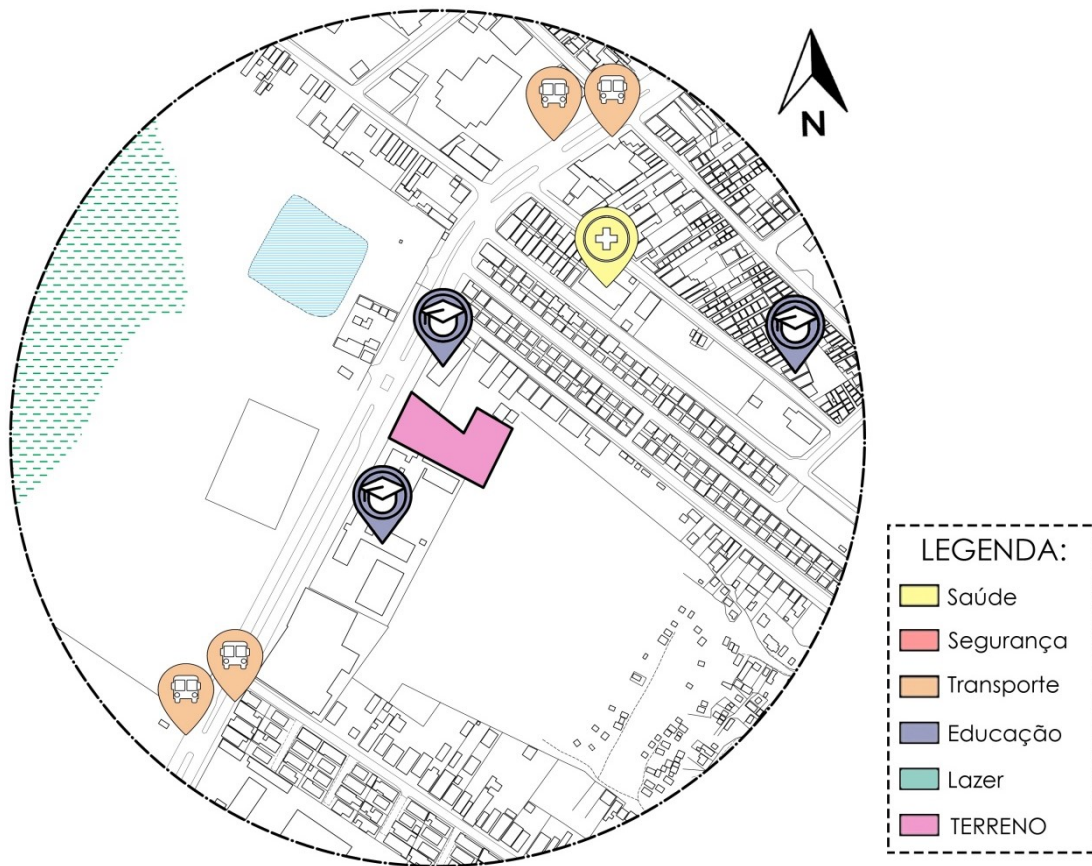 N
LEGENDA:
Saúde
Segurança
Transporte
Educação
Lazer
TERRENO